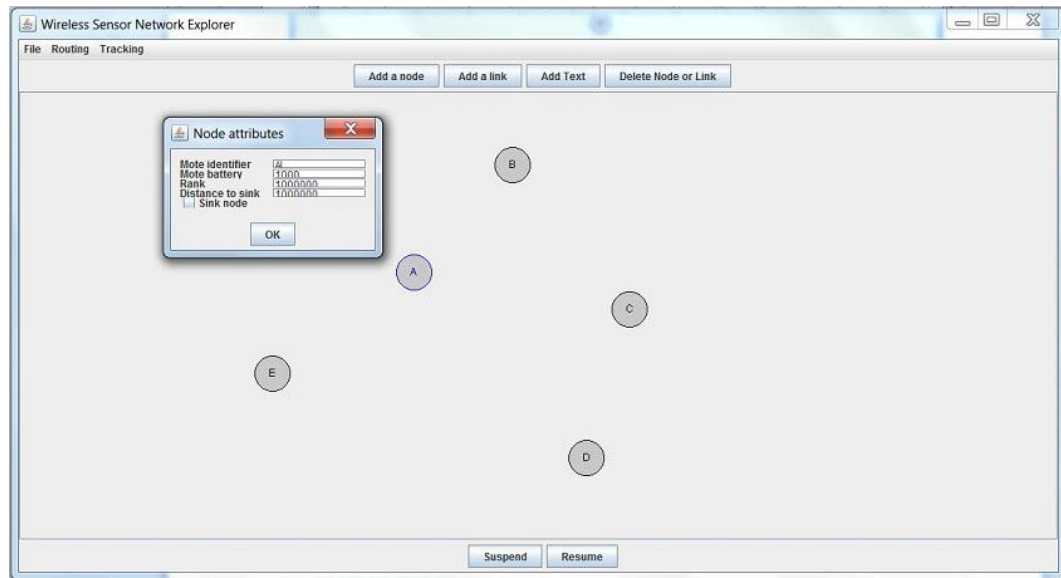 Wireless Sensor Network Explorer
File Routing Tracking
Add a node Add a link Add Text Delete Node or Link
Node attributes
Mote identifier A
Mote battery 1000
Rank 1000000
Distance to sink 1000000
Sink node
OK
B
A
C
E
D
Suspend Resume